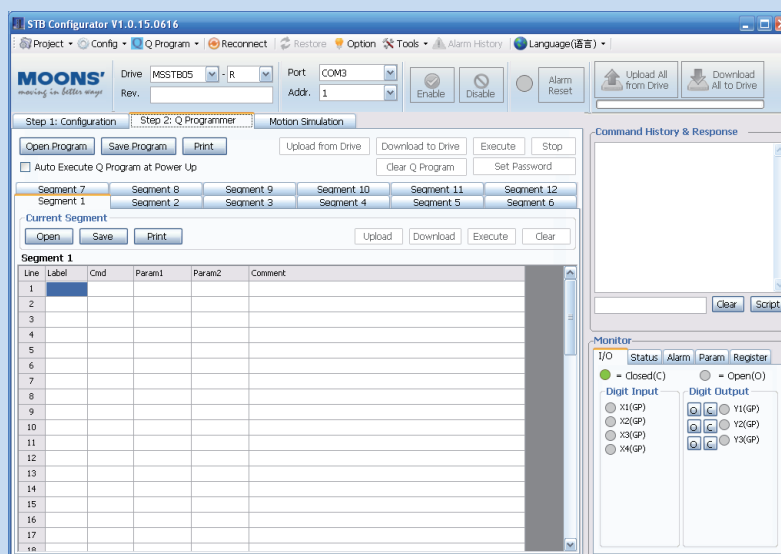 STB Configurator V1.0.15.0616
Project Config Q Program Reconnect Restore Option Tools Alarm History Language(语言)
MOONS'
moving in better ways
Drive MSSTB05 - R
Rev.
Port COM3
Addr. 1
Enable Disable
Alarm Reset
Upload All from Drive
Download All to Drive
Step 1: Configuration Step 2: Q Programmer Motion Simulation
Open Program Save Program Print Upload from Drive Download to Drive Execute Stop
Auto Execute Q Program at Power Up Clear Q Program Set Password
Segment 7 Segment 8 Segment 9 Segment 10 Segment 11 Segment 12
Segment 1 Segment 2 Segment 3 Segment 4 Segment 5 Segment 6
Current Segment
Open Save Print Upload Download Execute Clear
Segment 1
Line Label Cmd Param1 Param2 Comment
1
2
3
4
5
6
7
8
9
10
11
12
13
14
15
16
17
18
Command History & Response
Clear Script
Monitor
I/O Status Alarm Param Register
= Closed(C) = Open(O)
Digit Input Digit Output
X1(GP) O C Y1(GP)
X2(GP) O C Y2(GP)
X3(GP) O C Y3(GP)
X4(GP)